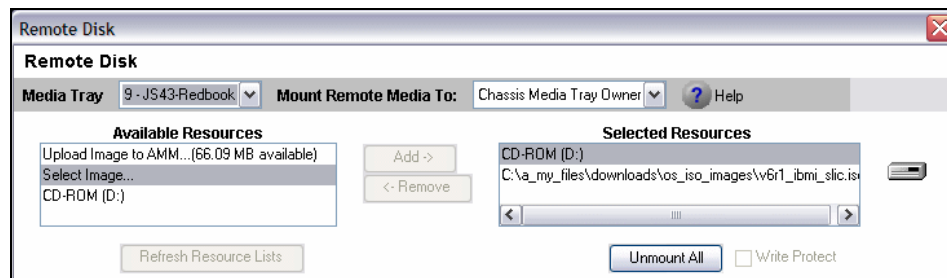 Remote Disk
Remote Disk
Media Tray 9 - JS43-Redbook Mount Remote Media To: Chassis Media Tray Owner ? Help
Available Resources Selected Resources
Upload Image to AMM...(66.09 MB available) Add -> CD-ROM (D:)
Select Image... <- Remove C:\a_my_files\downloads\os_iso_images\v6r1_ibmi_slic.iso
CD-ROM (D:)
Refresh Resource Lists Unmount All Write Protect